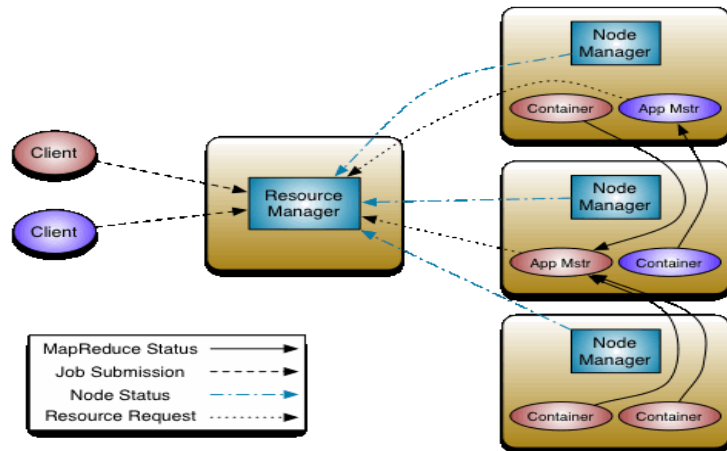 Node
Manager
Container
App Mstr
Client
Resource
Manager
Client
Node
Manager
App Mstr
Container
Node
Manager
Container
Container
MapReduce Status
Job Submission
Node Status
Resource Request